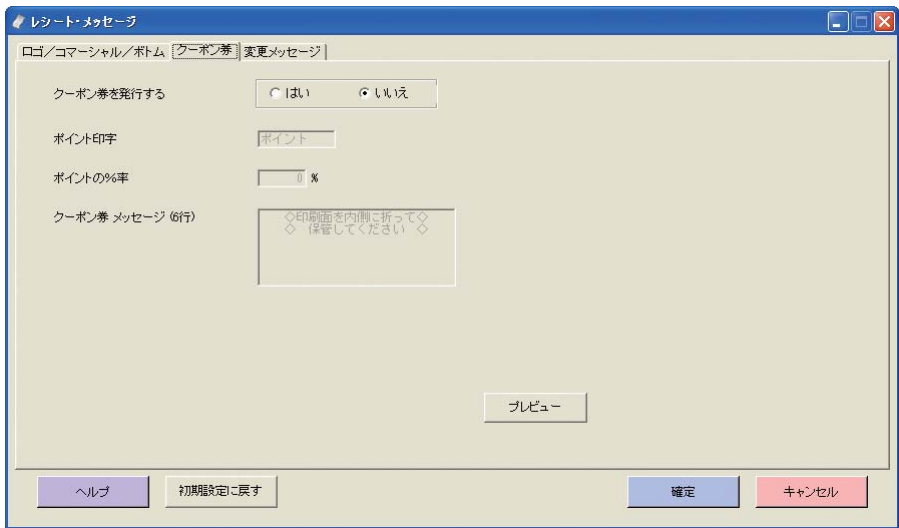 レシート・メッセージ
ロゴ／コマーシャル／ボトム クーポン券 変更メッセージ
クーポン券を発行する はい いいえ
ポイント印字 ポイント
ポイントの%率 0 %
クーポン券 メッセージ (6行) ◇印刷面を内側に折って◇
◇ 保管してください ◇
プレビュー
ヘルプ 初期設定に戻す 確定 キャンセル